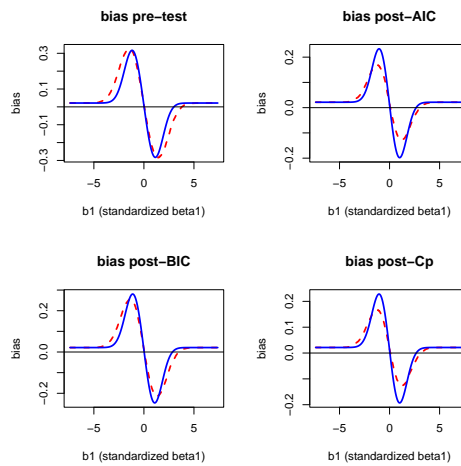 bias pre−test
bias
0.3
0.1
−0.1
−0.3
−5
0
5
b1 (standardized beta1)
bias post−AIC
bias
0.2
0.0
−0.2
−5
0
5
b1 (standardized beta1)
bias post−BIC
bias
0.2
0.0
−0.2
−5
0
5
b1 (standardized beta1)
bias post−Cp
bias
0.2
0.0
−0.2
−5
0
5
b1 (standardized beta1)